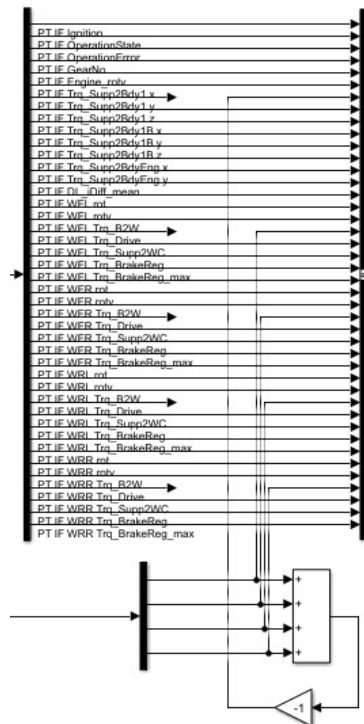 PT IF Ignition
PT IF OperationState
PT IF OperationError
PT IF GearNo
PT IF Engine_rotv
PT IF Trq_Supp2Bdy1.x
PT IF Trq_Supp2Bdy1.y
PT IF Trq_Supp2Bdy1.z
PT IF Trq_Supp2Bdy1B.x
PT IF Trq_Supp2Bdy1B.y
PT IF Trq_Supp2Bdy1B.z
PT IF Trq_Supp2BdyEng.x
PT IF Trq_Supp2BdyEng.y
PT IF DL_iDiff_mean
PT IF WFL rot
PT IF WFL rotv
PT IF WFL Trq_B2W
PT IF WFL Trq_Drive
PT IF WFL Trq_Supp2WC
PT IF WFL Trq_BrakeReg
PT IF WFL Trq_BrakeReg_max
PT IF WFR rot
PT IF WFR rotv
PT IF WFR Trq_B2W
PT IF WFR Trq_Drive
PT IF WFR Trq_Supp2WC
PT IF WFR Trq_BrakeReg
PT IF WFR Trq_BrakeReg_max
PT IF WRL rot
PT IF WRL rotv
PT IF WRL Trq_B2W
PT IF WRL Trq_Drive
PT IF WRL Trq_Supp2WC
PT IF WRL Trq_BrakeReg
PT IF WRL Trq_BrakeReg_max
PT IF WRR rot
PT IF WRR rotv
PT IF WRR Trq_B2W
PT IF WRR Trq_Drive
PT IF WRR Trq_Supp2WC
PT IF WRR Trq_BrakeReg
PT IF WRR Trq_BrakeReg_max
+
+
+
+
-1